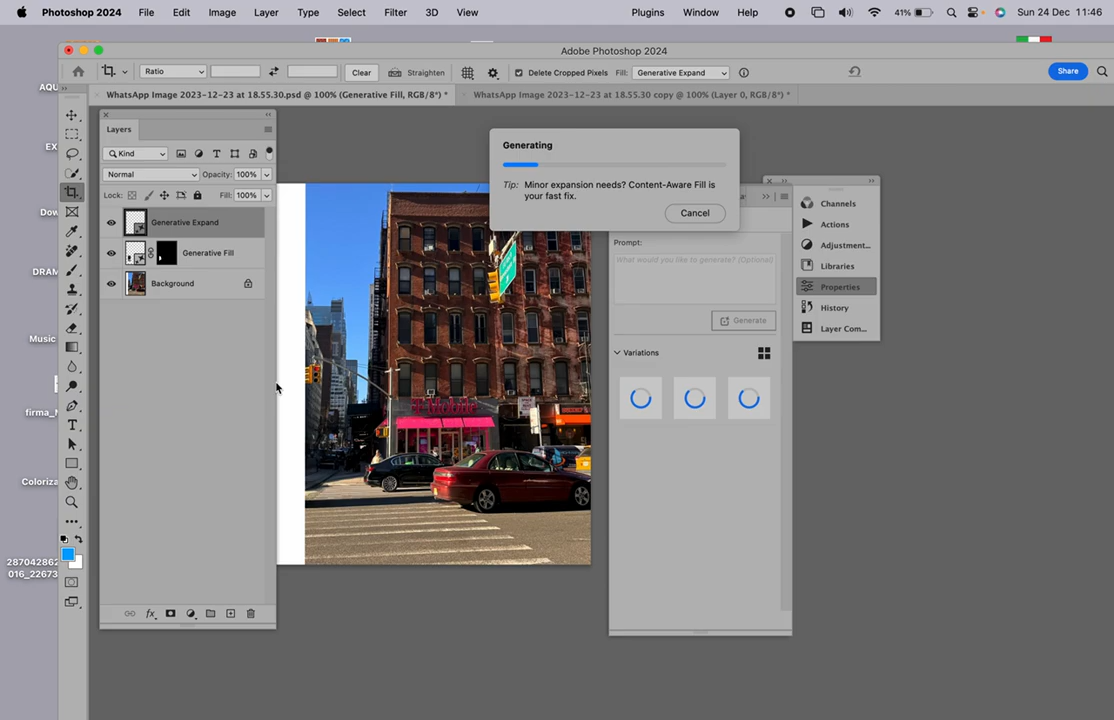 Photoshop 2024 File Edit Image Layer Type Select Filter 3D View Plugins Window Help 41% Sun 24 Dec 11:46
Adobe Photoshop 2024
Ratio Clear Straighten Delete Cropped Pixels Fill: Generative Expand Share
WhatsApp Image 2023-12-23 at 18.55.30.psd @ 100% (Generative Fill, RGB/8*) *
WhatsApp Image 2023-12-23 at 18.55.30 copy @ 100% (Layer 0, RGB/8*) *
AQU
EX
Dow
DRAM
Music
firma_
Coloriza
287042862
016_22673
Layers
Kind
Normal Opacity: 100%
Lock: Fill: 100%
Generative Expand
Generative Fill
Background
fx
T Mobile
Generating
Tip: Minor expansion needs? Content-Aware Fill is
your fast fix.
Cancel
Prompt:
What would you like to generate? (Optional)
Generate
Variations
Channels
Actions
Adjustment...
Libraries
Properties
History
Layer Com...